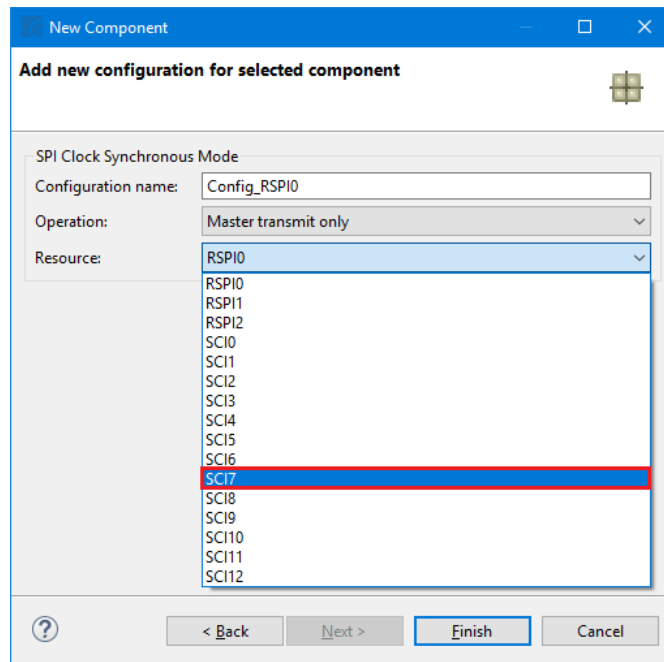 New Component
Add new configuration for selected component
SPI Clock Synchronous Mode
Configuration name: Config_RSPI0
Operation: Master transmit only
Resource: RSPI0
RSPI0
RSPI1
RSPI2
SCI0
SCI1
SCI2
SCI3
SCI4
SCI5
SCI6
SCI7
SCI8
SCI9
SCI10
SCI11
SCI12
? < Back Next > Finish Cancel